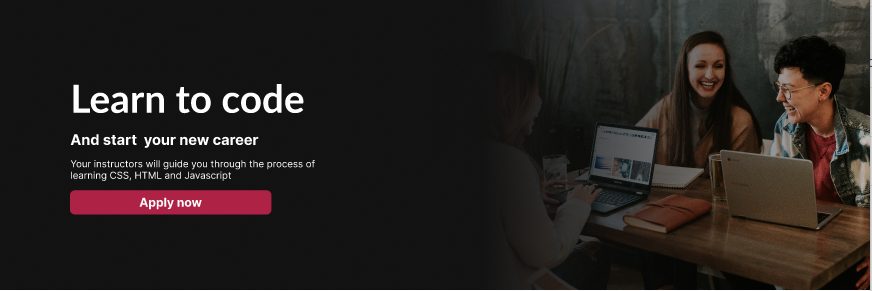 Learn to code
And start  your new career
Your instructors will guide you through the process of
learning CSS, HTML and Javascript
Apply now